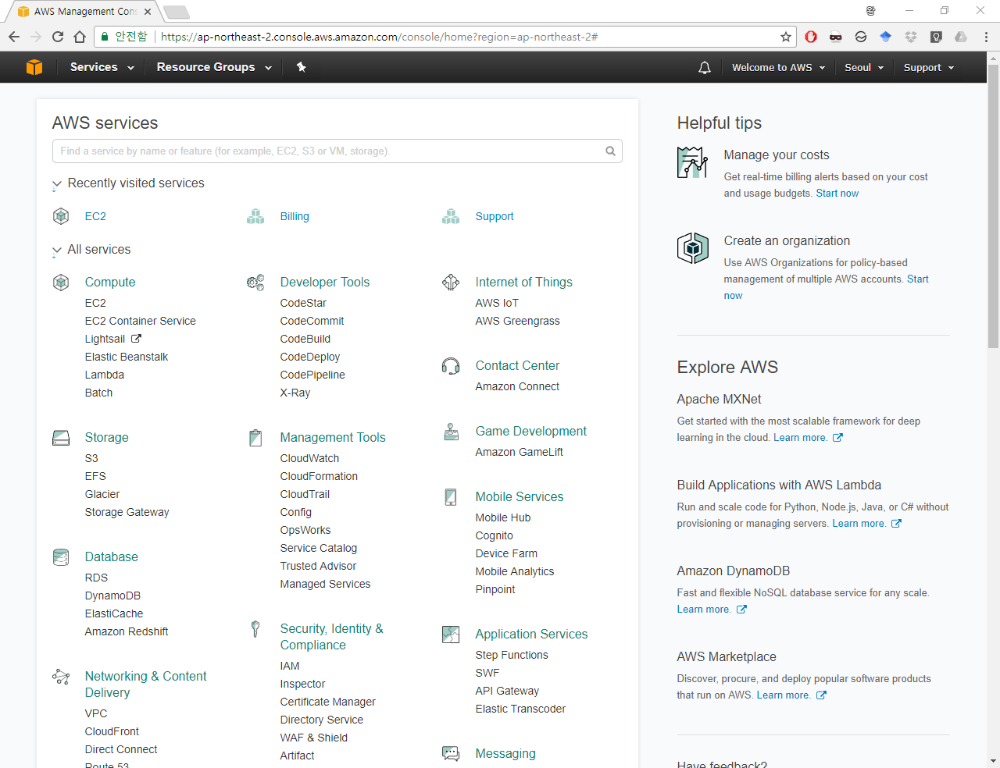 AWS Management Con
안전함
https://ap-northeast-2.console.aws.amazon.com/console/home?region=ap-northeast-2#
Services
Resource Groups
Welcome to AWS
Seoul
Support
AWS services
Find a service by name or feature (for example, EC2, S3 or VM, storage).
Recently visited services
EC2
Billing
Support
All services
Compute
EC2
EC2 Container Service
Lightsail
Elastic Beanstalk
Lambda
Batch
Storage
S3
EFS
Glacier
Storage Gateway
Database
RDS
DynamoDB
ElastiCache
Amazon Redshift
Networking & Content
Delivery
VPC
CloudFront
Direct Connect
Route 53
Developer Tools
CodeStar
CodeCommit
CodeBuild
CodeDeploy
CodePipeline
X-Ray
Management Tools
CloudWatch
CloudFormation
CloudTrail
Config
OpsWorks
Service Catalog
Trusted Advisor
Managed Services
Security, Identity &
Compliance
IAM
Inspector
Certificate Manager
Directory Service
WAF & Shield
Artifact
Internet of Things
AWS IoT
AWS Greengrass
Contact Center
Amazon Connect
Game Development
Amazon GameLift
Mobile Services
Mobile Hub
Cognito
Device Farm
Mobile Analytics
Pinpoint
Application Services
Step Functions
SWF
API Gateway
Elastic Transcoder
Messaging
Helpful tips
Manage your costs
Get real-time billing alerts based on your cost
and usage budgets. Start now
Create an organization
Use AWS Organizations for policy-based
management of multiple AWS accounts. Start
now
Explore AWS
Apache MXNet
Get started with the most scalable framework for deep
learning in the cloud. Learn more.
Build Applications with AWS Lambda
Run and scale code for Python, Node.js, Java, or C# without
provisioning or managing servers. Learn more.
Amazon DynamoDB
Fast and flexible NoSQL database service for any scale.
Learn more.
AWS Marketplace
Discover, procure, and deploy popular software products
that run on AWS. Learn more.
Have feedback?